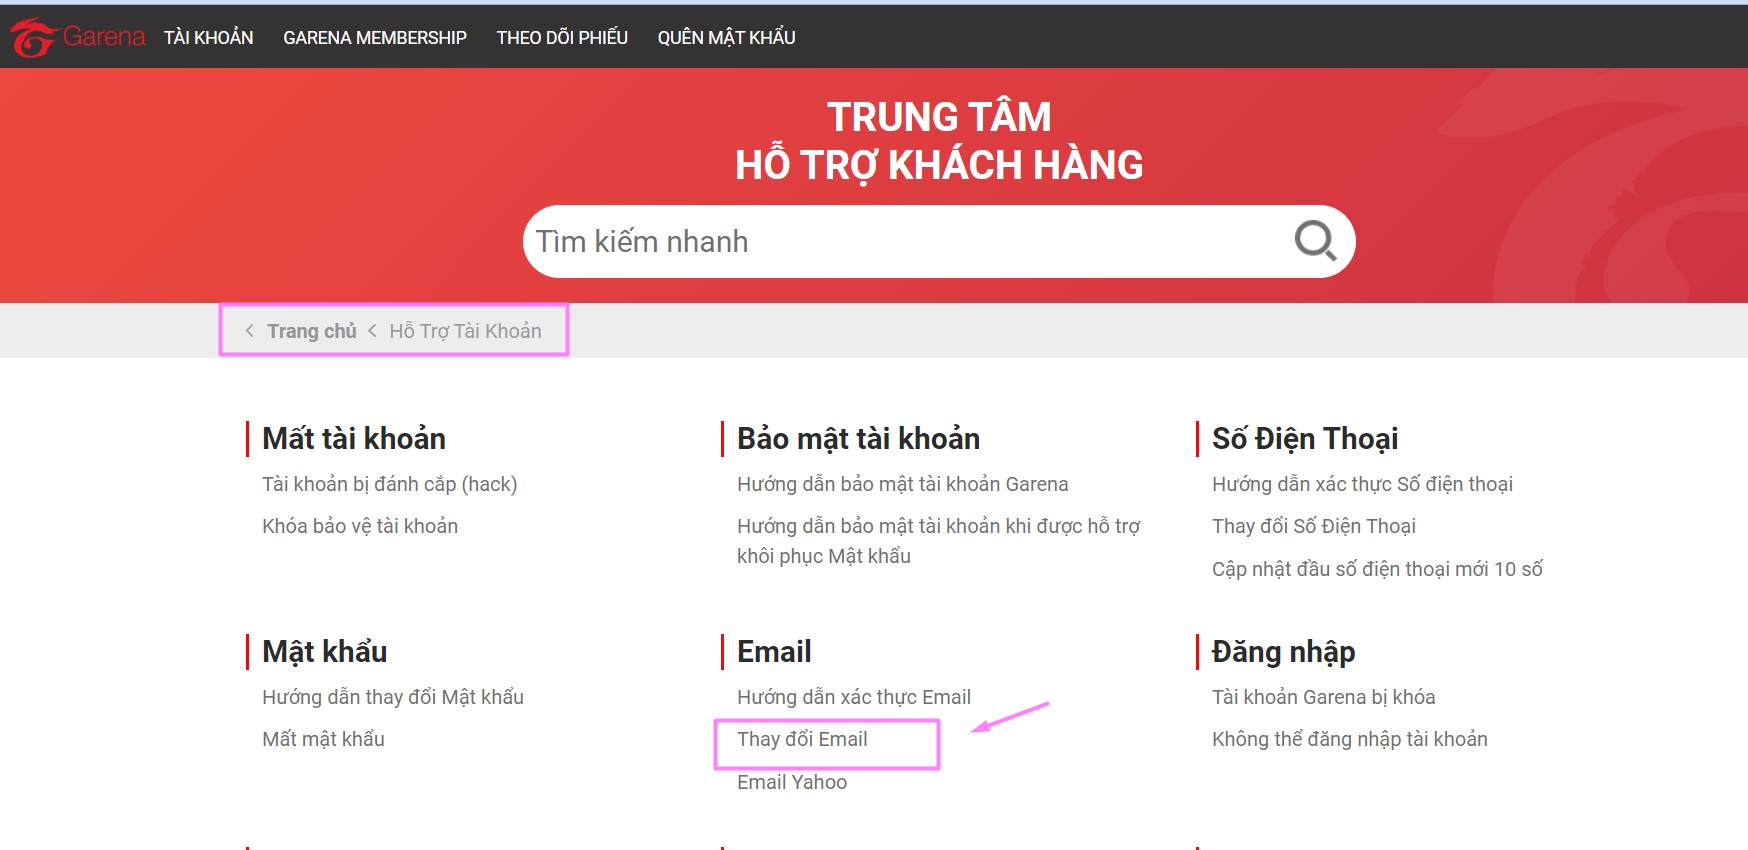 Garena TÀI KHOẢN GARENA MEMBERSHIP THEO DÕI PHIẾU QUÊN MẬT KHẨU
TRUNG TÂM
HỖ TRỢ KHÁCH HÀNG
Tìm kiếm nhanh
< Trang chủ < Hỗ Trợ Tài Khoản
Mất tài khoản
Tài khoản bị đánh cắp (hack)
Khóa bảo vệ tài khoản
Bảo mật tài khoản
Hướng dẫn bảo mật tài khoản Garena
Hướng dẫn bảo mật tài khoản khi được hỗ trợ
khôi phục Mật khẩu
Số Điện Thoại
Hướng dẫn xác thực Số điện thoại
Thay đổi Số Điện Thoại
Cập nhật đầu số điện thoại mới 10 số
Mật khẩu
Hướng dẫn thay đổi Mật khẩu
Mất mật khẩu
Email
Hướng dẫn xác thực Email
Thay đổi Email
Email Yahoo
Đăng nhập
Tài khoản Garena bị khóa
Không thể đăng nhập tài khoản